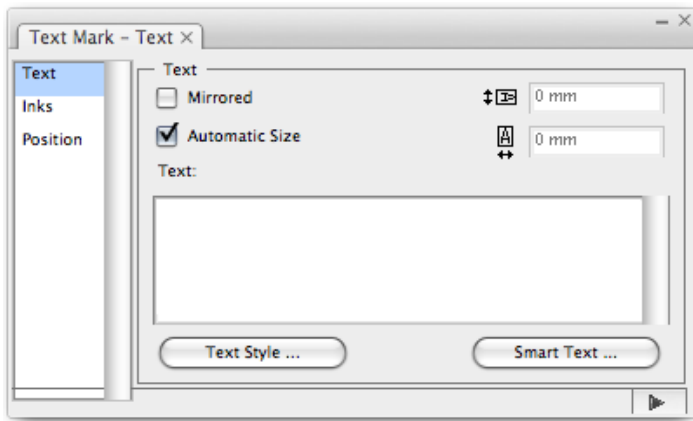 Text Mark – Text ×
Text
Inks
Position
Text
Mirrored
0 mm
Automatic Size
A
0 mm
Text:
Text Style ...
Smart Text ...